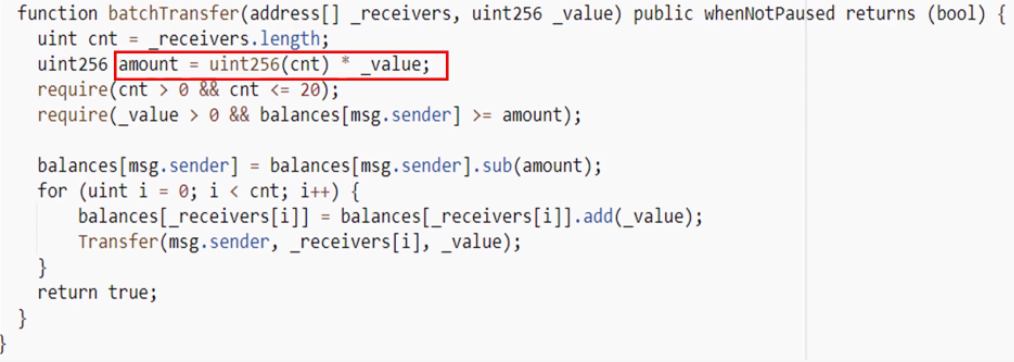 function batchTransfer(address[] _receivers, uint256 _value) public whenNotPaused returns (bool) {
uint cnt = _receivers.length;
uint256 amount = uint256(cnt) * _value;
require(cnt > 0 && cnt <= 20);
require(_value > 0 && balances[msg.sender] >= amount);
balances[msg.sender] = balances[msg.sender].sub(amount);
for (uint i = 0; i < cnt; i++) {
balances[_receivers[i]] = balances[_receivers[i]].add(_value);
Transfer(msg.sender, _receivers[i], _value);
}
return true;
}
}